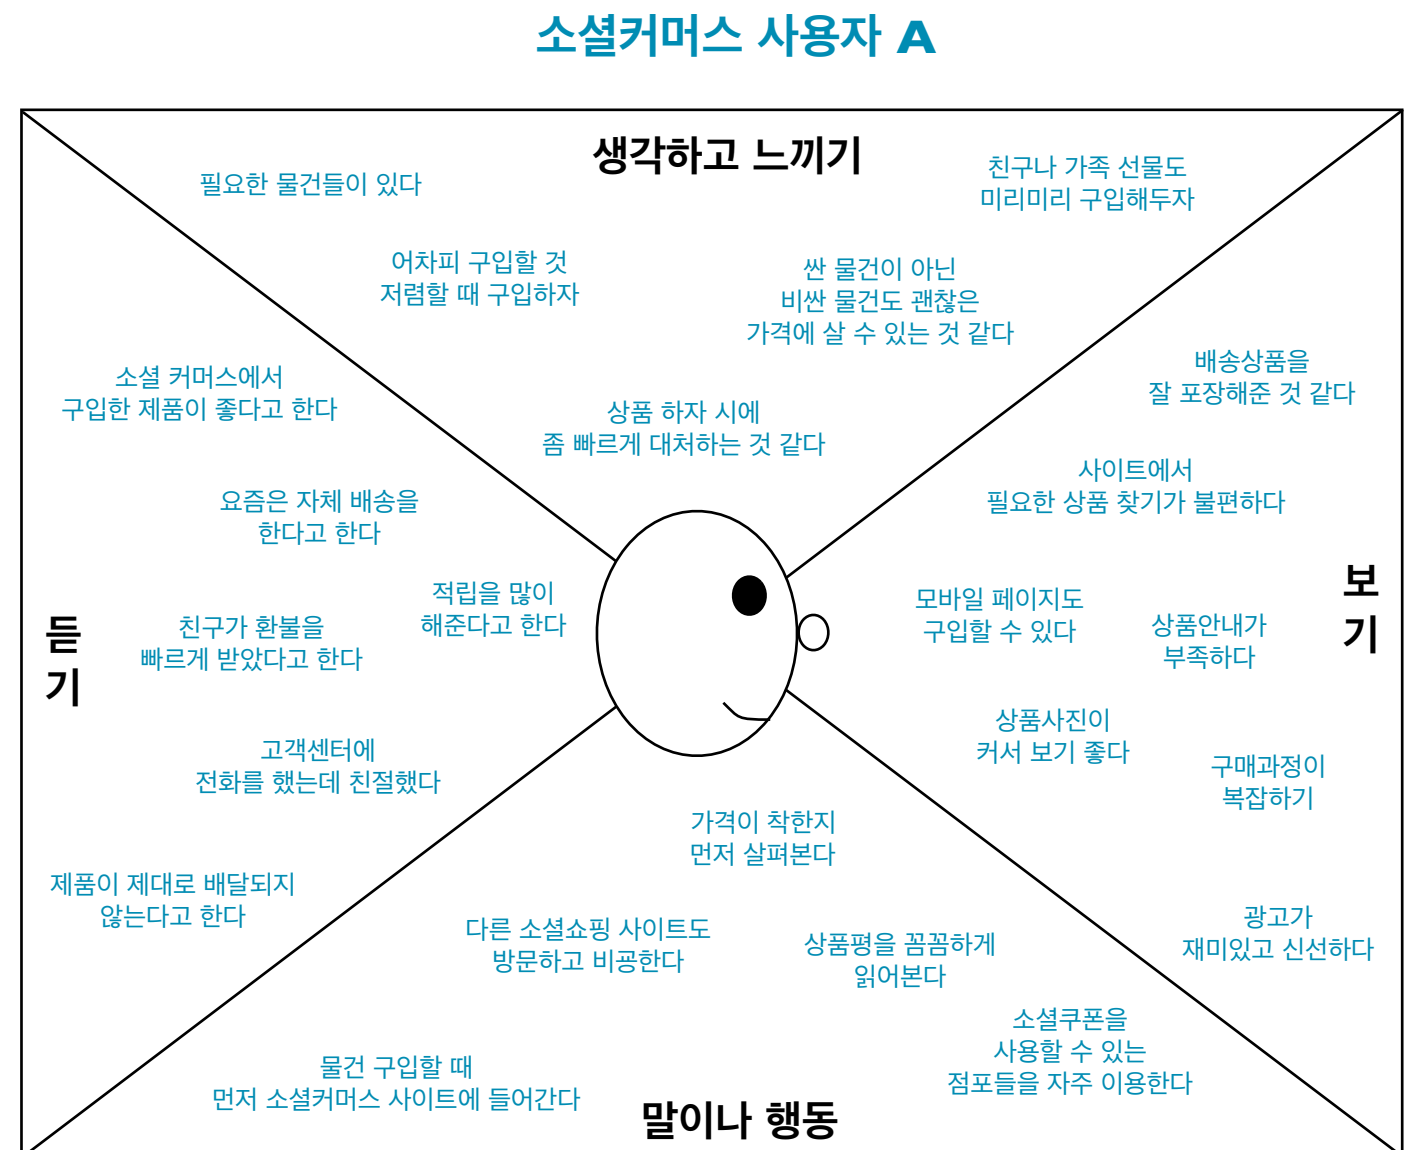 소셜커머스 사용자 A
생각하고 느끼기
필요한 물건들이 있다
친구나 가족 선물도
미리미리 구입해두자
어차피 구입할 것
저렴할 때 구입하자
싼 물건이 아닌
비싼 물건도 괜찮은
가격에 살 수 있는 것 같다
상품 하자 시에
좀 빠르게 대처하는 것 같다
듣
기
소셜 커머스에서
구입한 제품이 좋다고 한다
요즘은 자체 배송을
한다고 한다
적립을 많이
해준다고 한다
친구가 환불을
빠르게 받았다고 한다
고객센터에
전화를 했는데 친절했다
제품이 제대로 배달되지
않는다고 한다
보
기
배송상품을
잘 포장해준 것 같다
사이트에서
필요한 상품 찾기가 불편하다
모바일 페이지도
구입할 수 있다
상품안내가
부족하다
상품사진이
커서 보기 좋다
구매과정이
복잡하기
광고가
재미있고 신선하다
가격이 착한지
먼저 살펴본다
다른 소셜쇼핑 사이트도
방문하고 비굥한다
상품평을 꼼꼼하게
읽어본다
소셜쿠폰을
사용할 수 있는
점포들을 자주 이용한다
물건 구입할 때
먼저 소셜커머스 사이트에 들어간다
말이나 행동